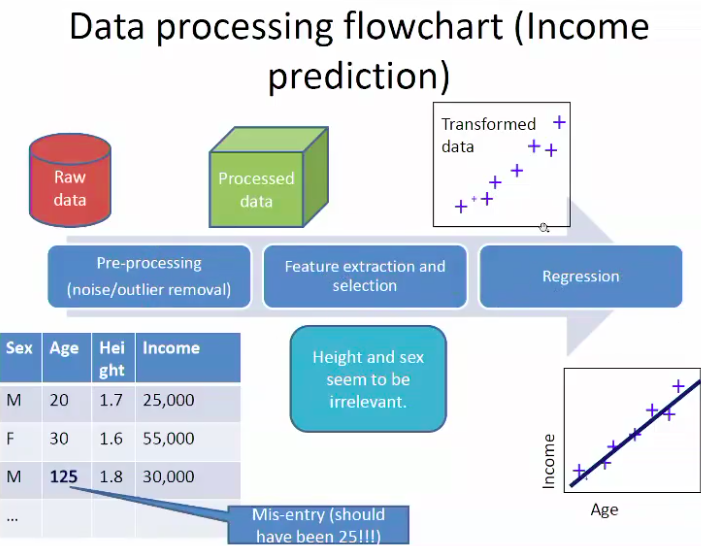 Data processing flowchart (Income
prediction)
Raw
data
Processed
data
Transformed
data
Pre-processing
(noise/outlier removal)
Feature extraction and
selection
Regression
Height and sex
seem to be
irrelevant.
Sex Age Hei
ght Income
M 20 1.7 25,000
F 30 1.6 55,000
M 125 1.8 30,000
...
Mis-entry (should
have been 25!!!)
Income
Age